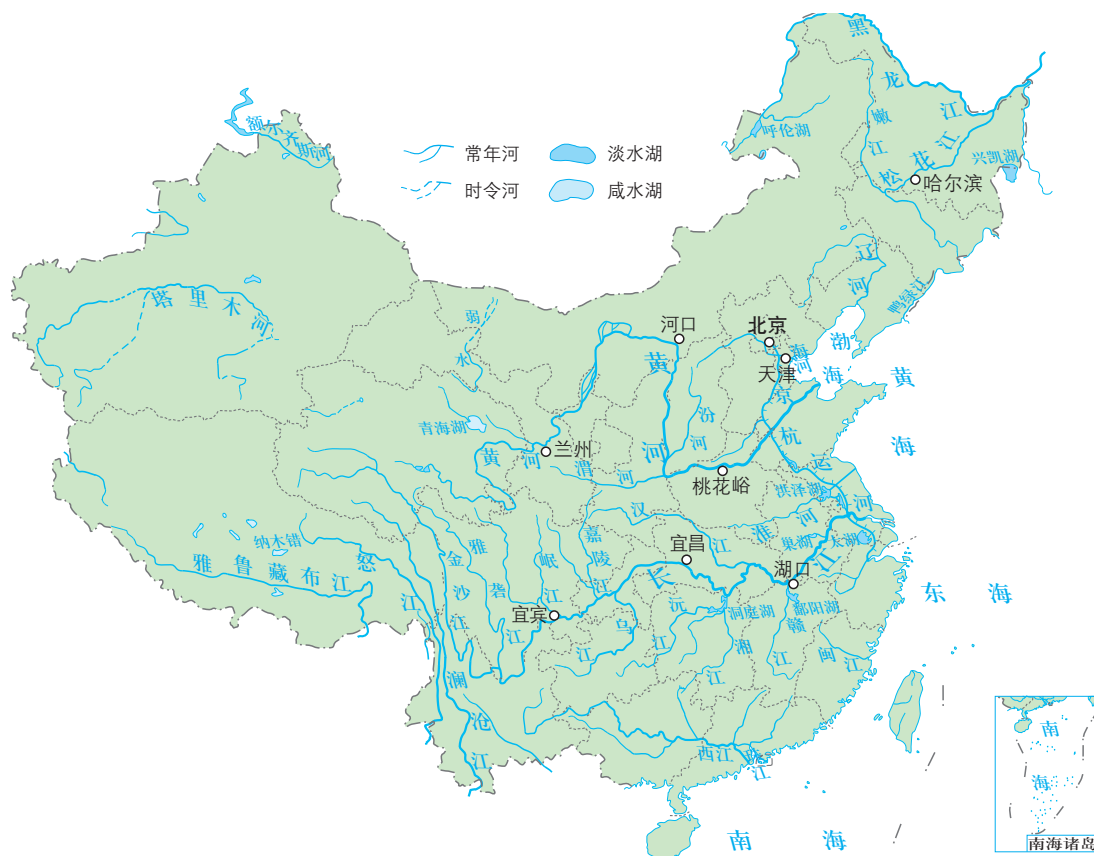 黑龙江
额尔齐斯河
呼伦湖
嫩江
松花江
兴凯湖
哈尔滨
常年河
淡水湖
时令河
咸水湖
辽河
鸭绿江
塔里木河
弱水
河口
北京
海河
天津
渤海
黄海
黄河
汾河
京杭运河
青海湖
兰州
黄河
渭河
桃花峪
洪泽湖
淮河
汉江
巢湖
太湖
纳木错
雅鲁藏布江
怒江
金沙江
雅砻江
岷江
嘉陵江
宜昌
长江
湖口
宜宾
乌江
沅江
洞庭湖
鄱阳湖
湘江
赣江
闽江
东海
澜沧江
西江
珠江
南海
南海
南海诸岛